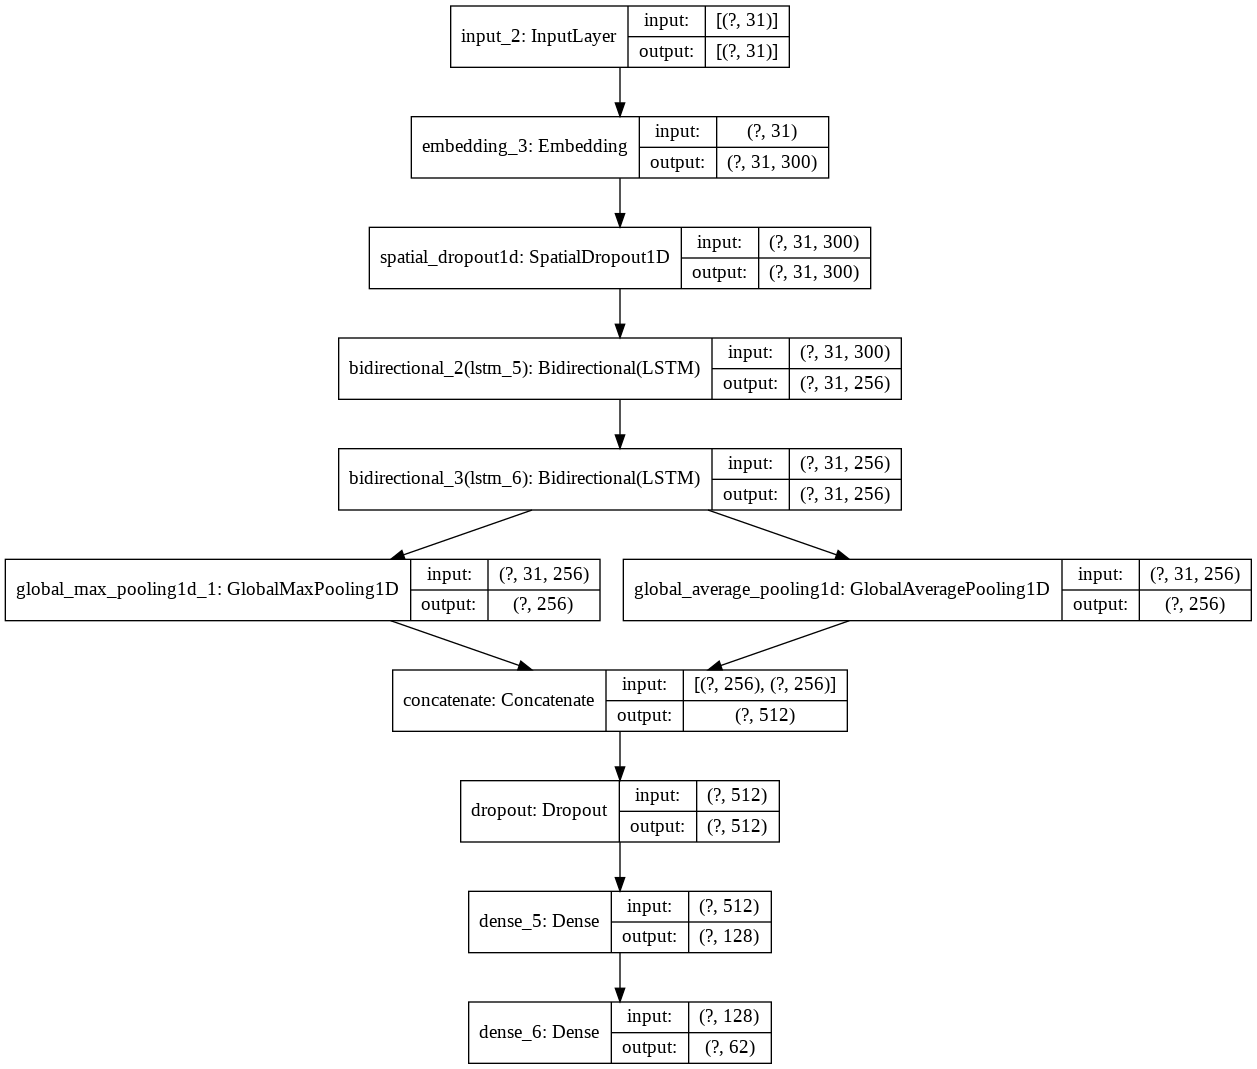 input_2: InputLayer
input: [(?, 31)]
output: [(?, 31)]
embedding_3: Embedding
input: (?, 31)
output: (?, 31, 300)
spatial_dropout1d: SpatialDropout1D
input: (?, 31, 300)
output: (?, 31, 300)
bidirectional_2(lstm_5): Bidirectional(LSTM)
input: (?, 31, 300)
output: (?, 31, 256)
bidirectional_3(lstm_6): Bidirectional(LSTM)
input: (?, 31, 256)
output: (?, 31, 256)
global_max_pooling1d_1: GlobalMaxPooling1D
input: (?, 31, 256)
output: (?, 256)
global_average_pooling1d: GlobalAveragePooling1D
input: (?, 31, 256)
output: (?, 256)
concatenate: Concatenate
input: [(?, 256), (?, 256)]
output: (?, 512)
dropout: Dropout
input: (?, 512)
output: (?, 512)
dense_5: Dense
input: (?, 512)
output: (?, 128)
dense_6: Dense
input: (?, 128)
output: (?, 62)